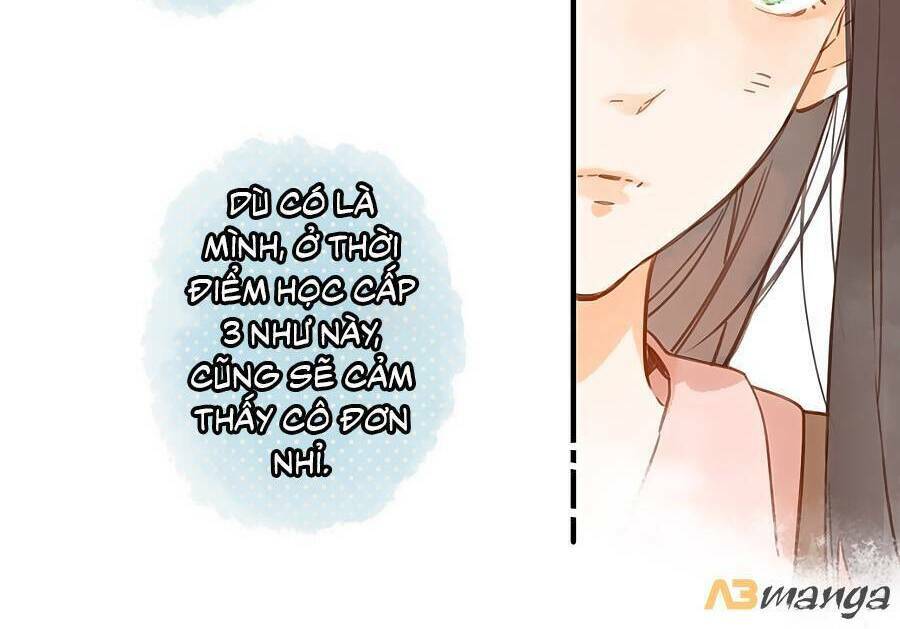 DÙ CÓ LÀ
MÌNH, Ở THỜI
ĐIỂM HỌC CẤP
3 NHƯ NÀY,
CŨNG SẼ CẢM
THẤY CÔ ĐƠN
NHỈ.
A3manga